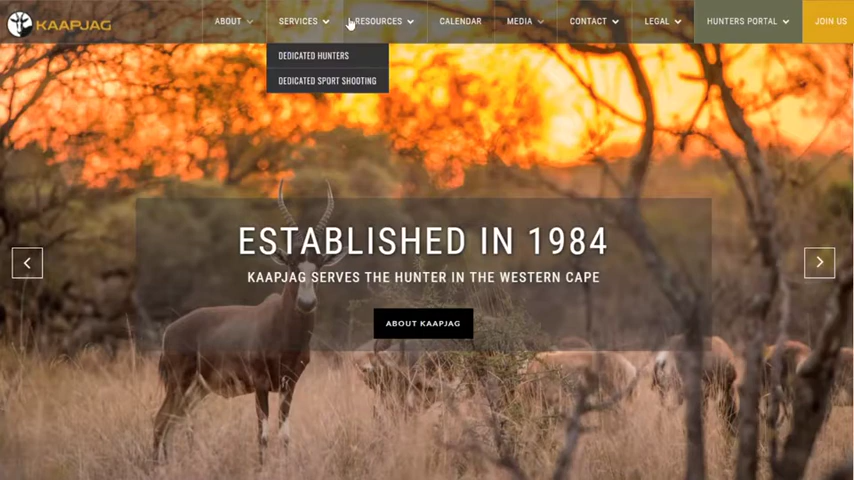 KAAPJAG
ABOUT
SERVICES
RESOURCES
CALENDAR
MEDIA
CONTACT
LEGAL
HUNTERS PORTAL
JOIN US
DEDICATED HUNTERS
DEDICATED SPORT SHOOTING
ESTABLISHED IN 1984
KAAPJAG SERVES THE HUNTER IN THE WESTERN CAPE
ABOUT KAAPJAG